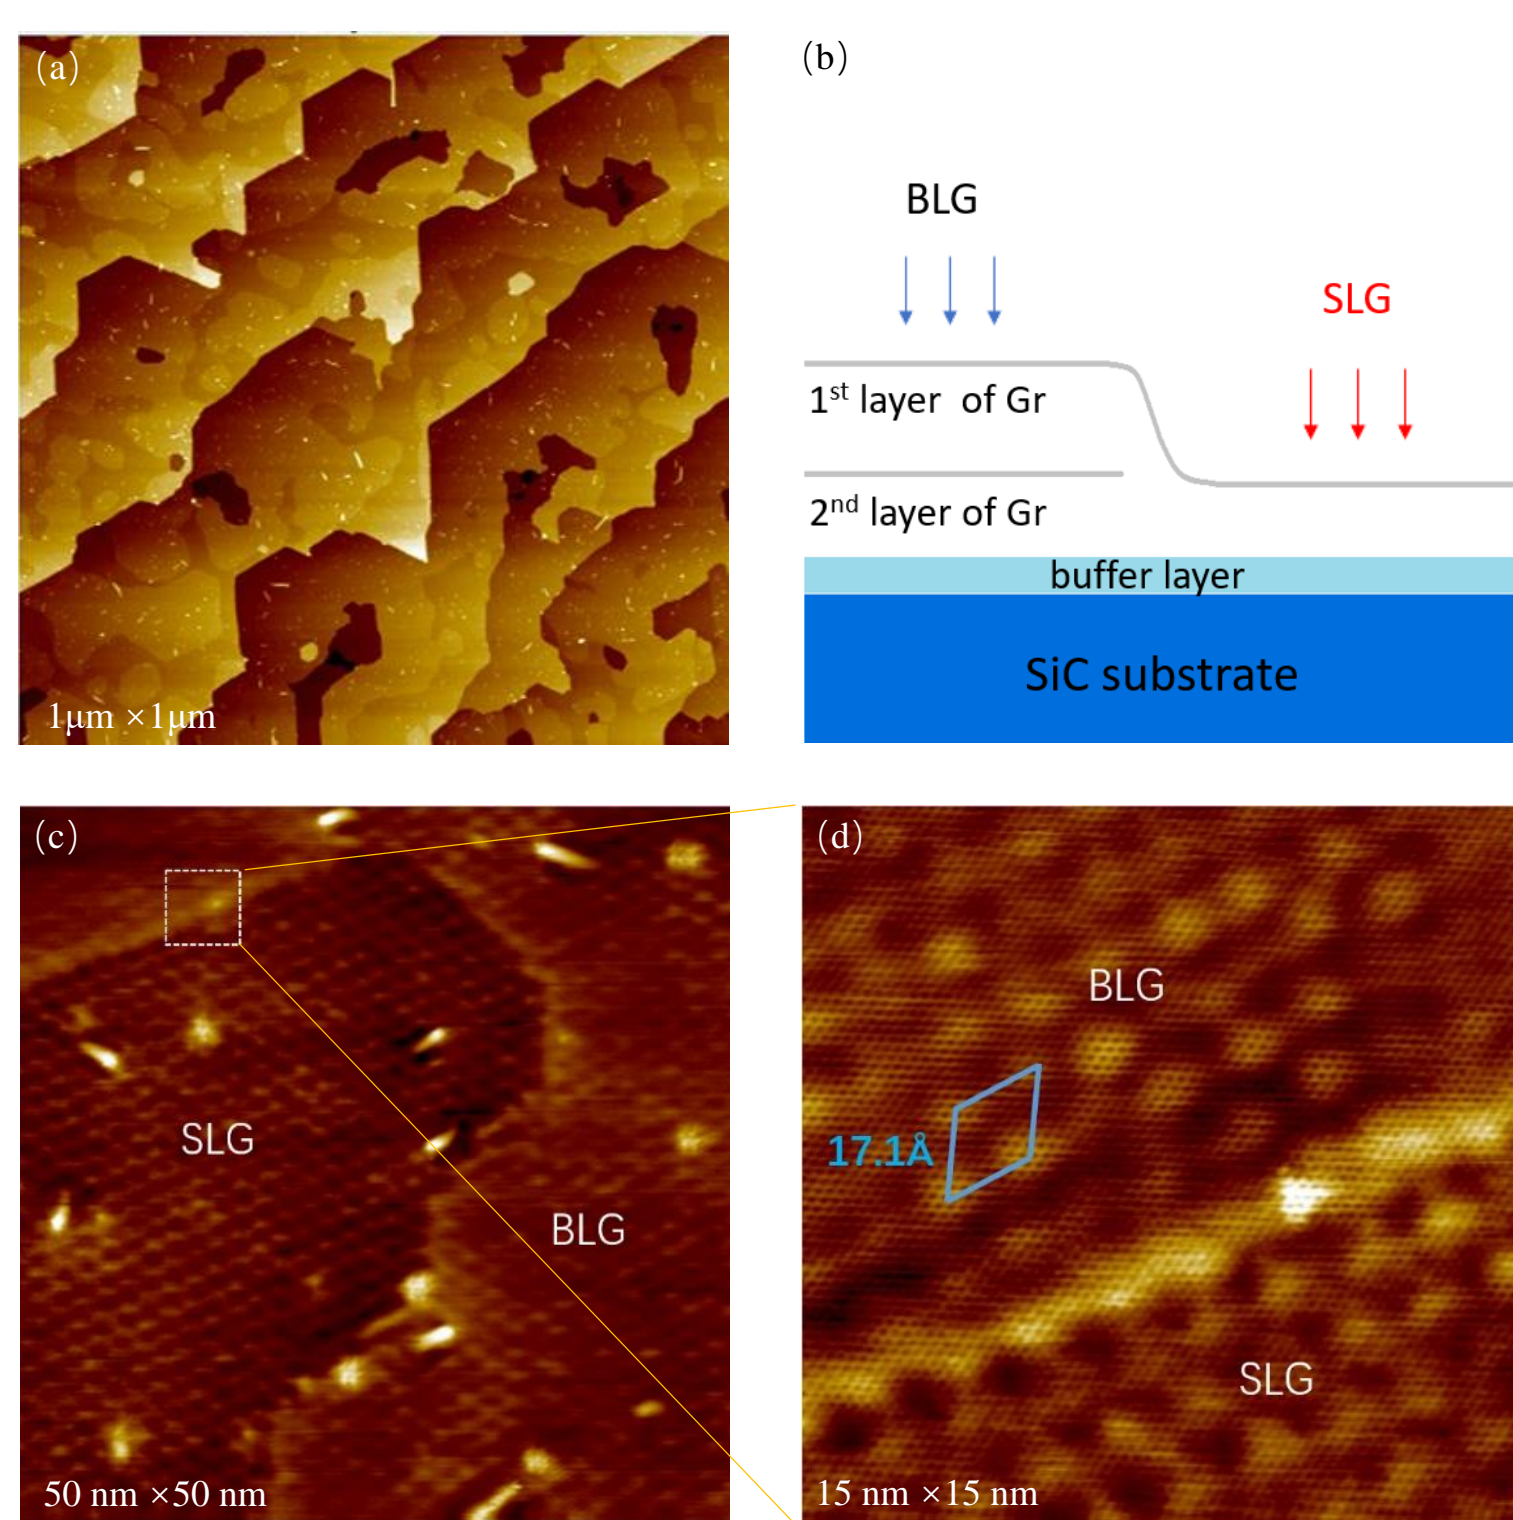 (a)
1μm ×1μm
(b)
BLG
SLG
1st layer of Gr
2nd layer of Gr
buffer layer
SiC substrate
(c)
SLG
BLG
50 nm ×50 nm
(d)
BLG
17.1Å
SLG
15 nm ×15 nm